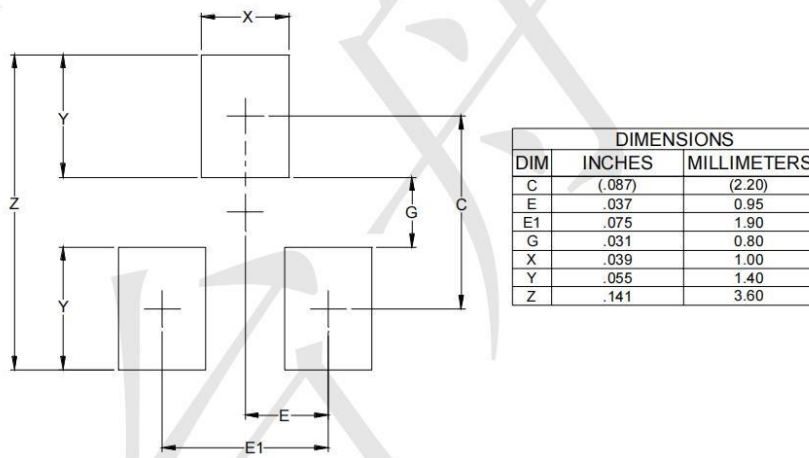 X
Y
Z
G
C
Y
E
E1
DIMENSIONS
DIM INCHES MILLIMETERS
C (.087) (2.20)
E .037 0.95
E1 .075 1.90
G .031 0.80
X .039 1.00
Y .055 1.40
Z .141 3.60